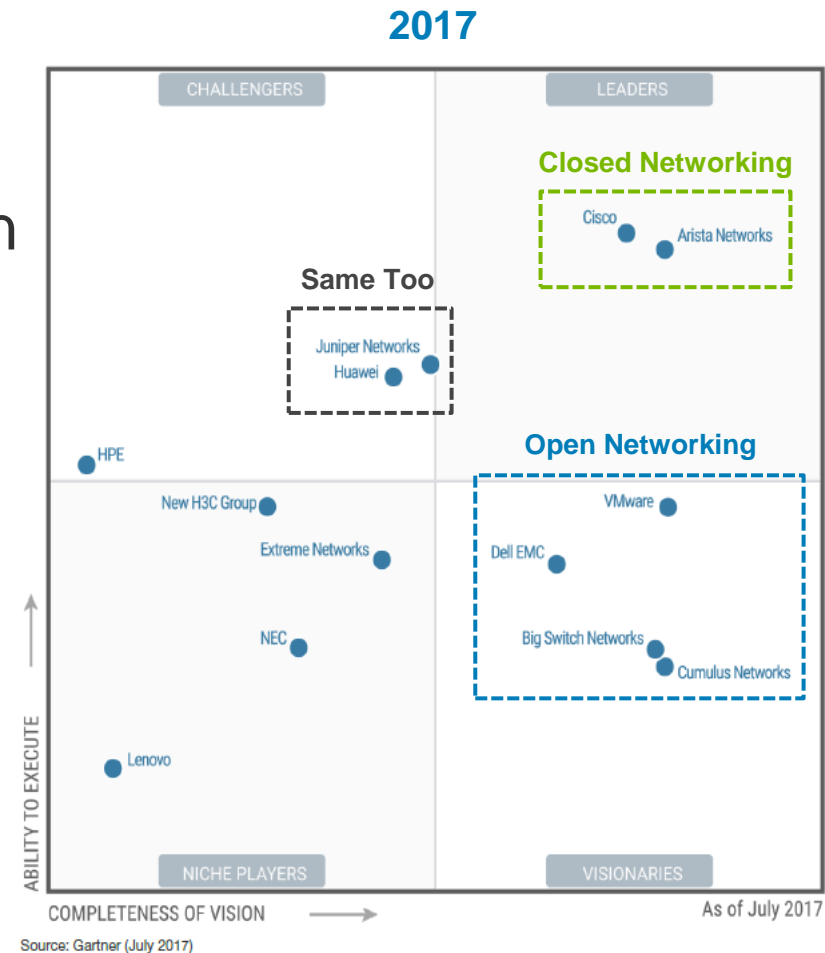 2017
CHALLENGERS
LEADERS
Closed Networking
n
Cisco
Arista Networks
Same Too
Juniper Networks
Huawei
Open Networking
HPE
New H3C Group
VMware
Extreme Networks
Dell EMC
NEC
Big Switch Networks
Cumulus Networks
Lenovo
ABILITY TO EXECUTE
NICHE PLAYERS
VISIONARIES
COMPLETENESS OF VISION
As of July 2017
Source: Gartner (July 2017)